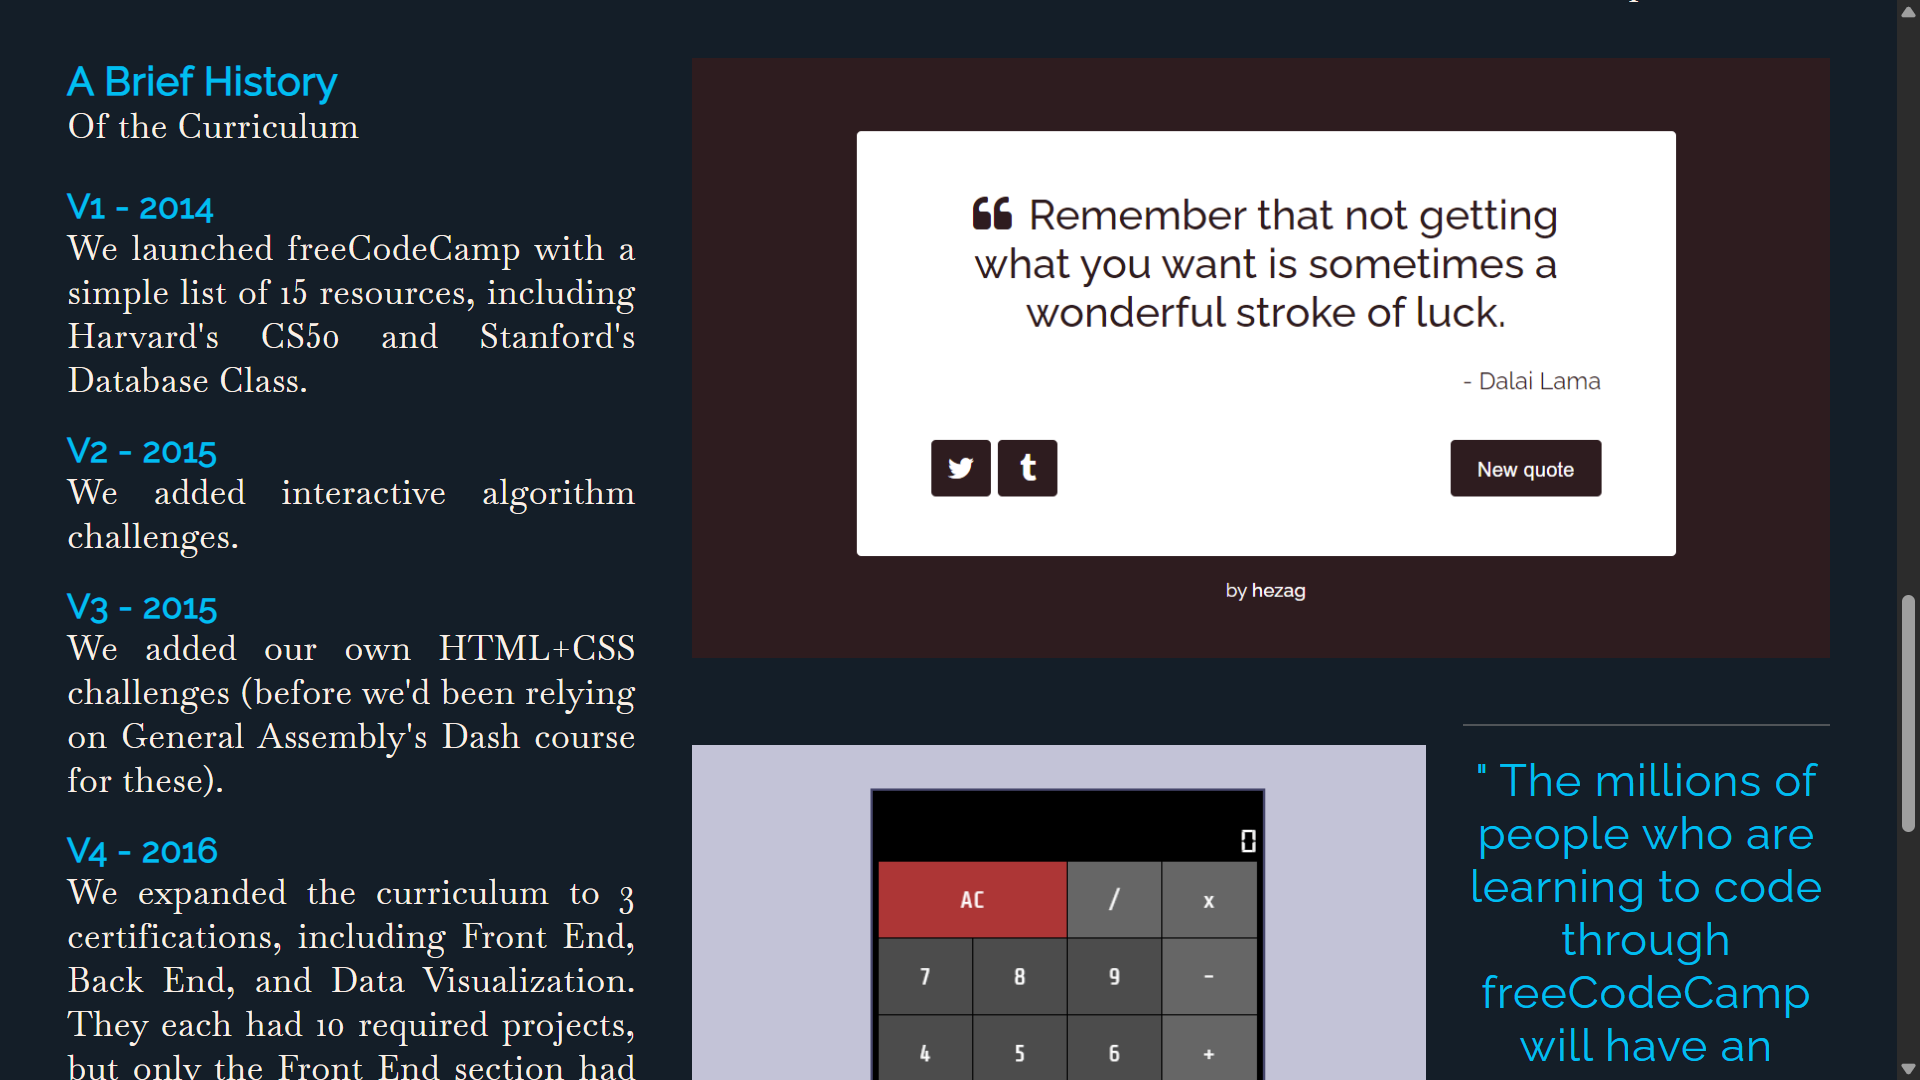 A Brief History
Of the Curriculum
V1 - 2014
We launched freeCodeCamp with a
simple list of 15 resources, including
Harvard's CS50 and Stanford's
Database Class.
V2 - 2015
We added interactive algorithm
challenges.
V3 - 2015
We added our own HTML+CSS
challenges (before we'd been relying
on General Assembly's Dash course
for these).
V4 - 2016
We expanded the curriculum to 3
certifications, including Front End,
Back End, and Data Visualization.
They each had 10 required projects,
but only the Front End section had
“ Remember that not getting
what you want is sometimes a
wonderful stroke of luck.
- Dalai Lama
t
New quote
by hezag
0
AC / x
7 8 9 -
4 5 6 +
" The millions of
people who are
learning to code
through
freeCodeCamp
will have an